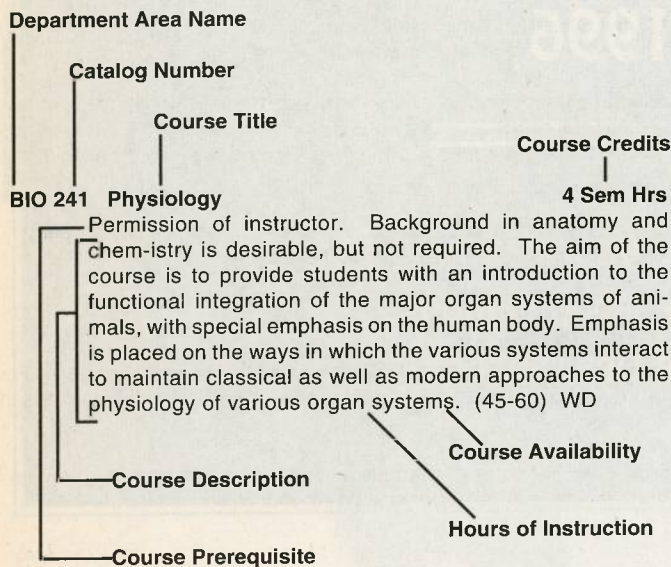 Department Area Name
Catalog Number
Course Title
Course Credits
BIO 241 Physiology 4 Sem Hrs
Permission of instructor. Background in anatomy and
chem-istry is desirable, but not required. The aim of the
course is to provide students with an introduction to the
functional integration of the major organ systems of ani-
mals, with special emphasis on the human body. Emphasis
is placed on the ways in which the various systems interact
to maintain classical as well as modern approaches to the
physiology of various organ systems. (45-60) WD
Course Availability
Course Description
Hours of Instruction
Course Prerequisite